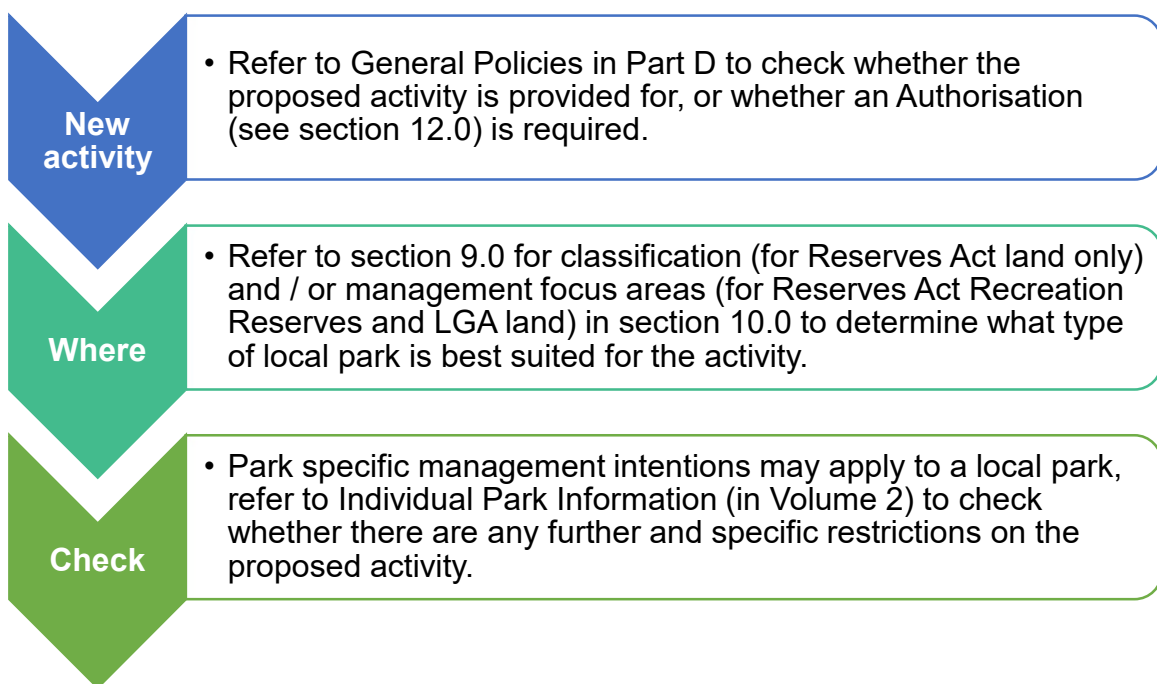 New
activity
• Refer to General Policies in Part D to check whether the
proposed activity is provided for, or whether an Authorisation
(see section 12.0) is required.
Where
• Refer to section 9.0 for classification (for Reserves Act land only)
and / or management focus areas (for Reserves Act Recreation
Reserves and LGA land) in section 10.0 to determine what type
of local park is best suited for the activity.
Check
• Park specific management intentions may apply to a local park,
refer to Individual Park Information (in Volume 2) to check
whether there are any further and specific restrictions on the
proposed activity.